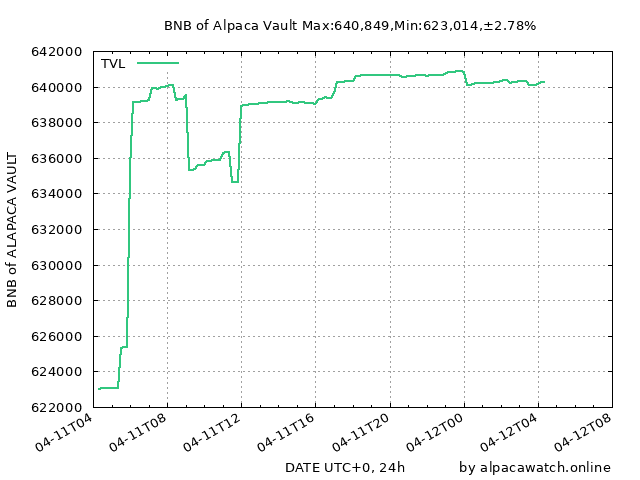 BNB of Alpaca Vault Max:640,849,Min:623,014,±2.78%
TVL
642000
640000
638000
636000
634000
632000
630000
628000
626000
624000
622000
BNB of ALAPACA VAULT
04-11T04
04-11T08
04-11T12
04-11T16
04-11T20
04-12T00
04-12T04
04-12T08
DATE UTC+0, 24h
by alpacawatch.online